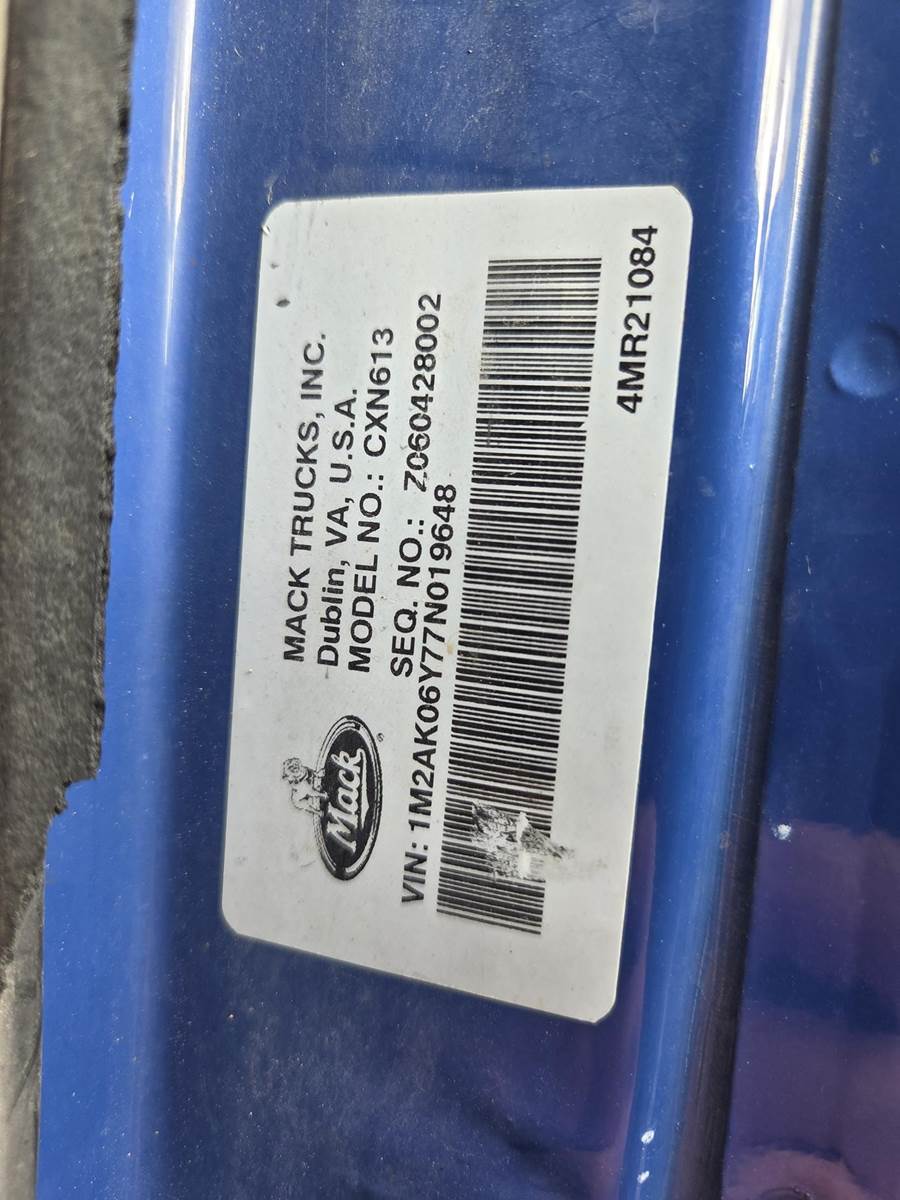 MACK TRUCKS, INC.
Dublin, VA, U.S.A.
MODEL NO.: CXN613
SEQ. NO.: Z060428002
Mack
VIN: 1M2AK06Y77N019648
4MR21084